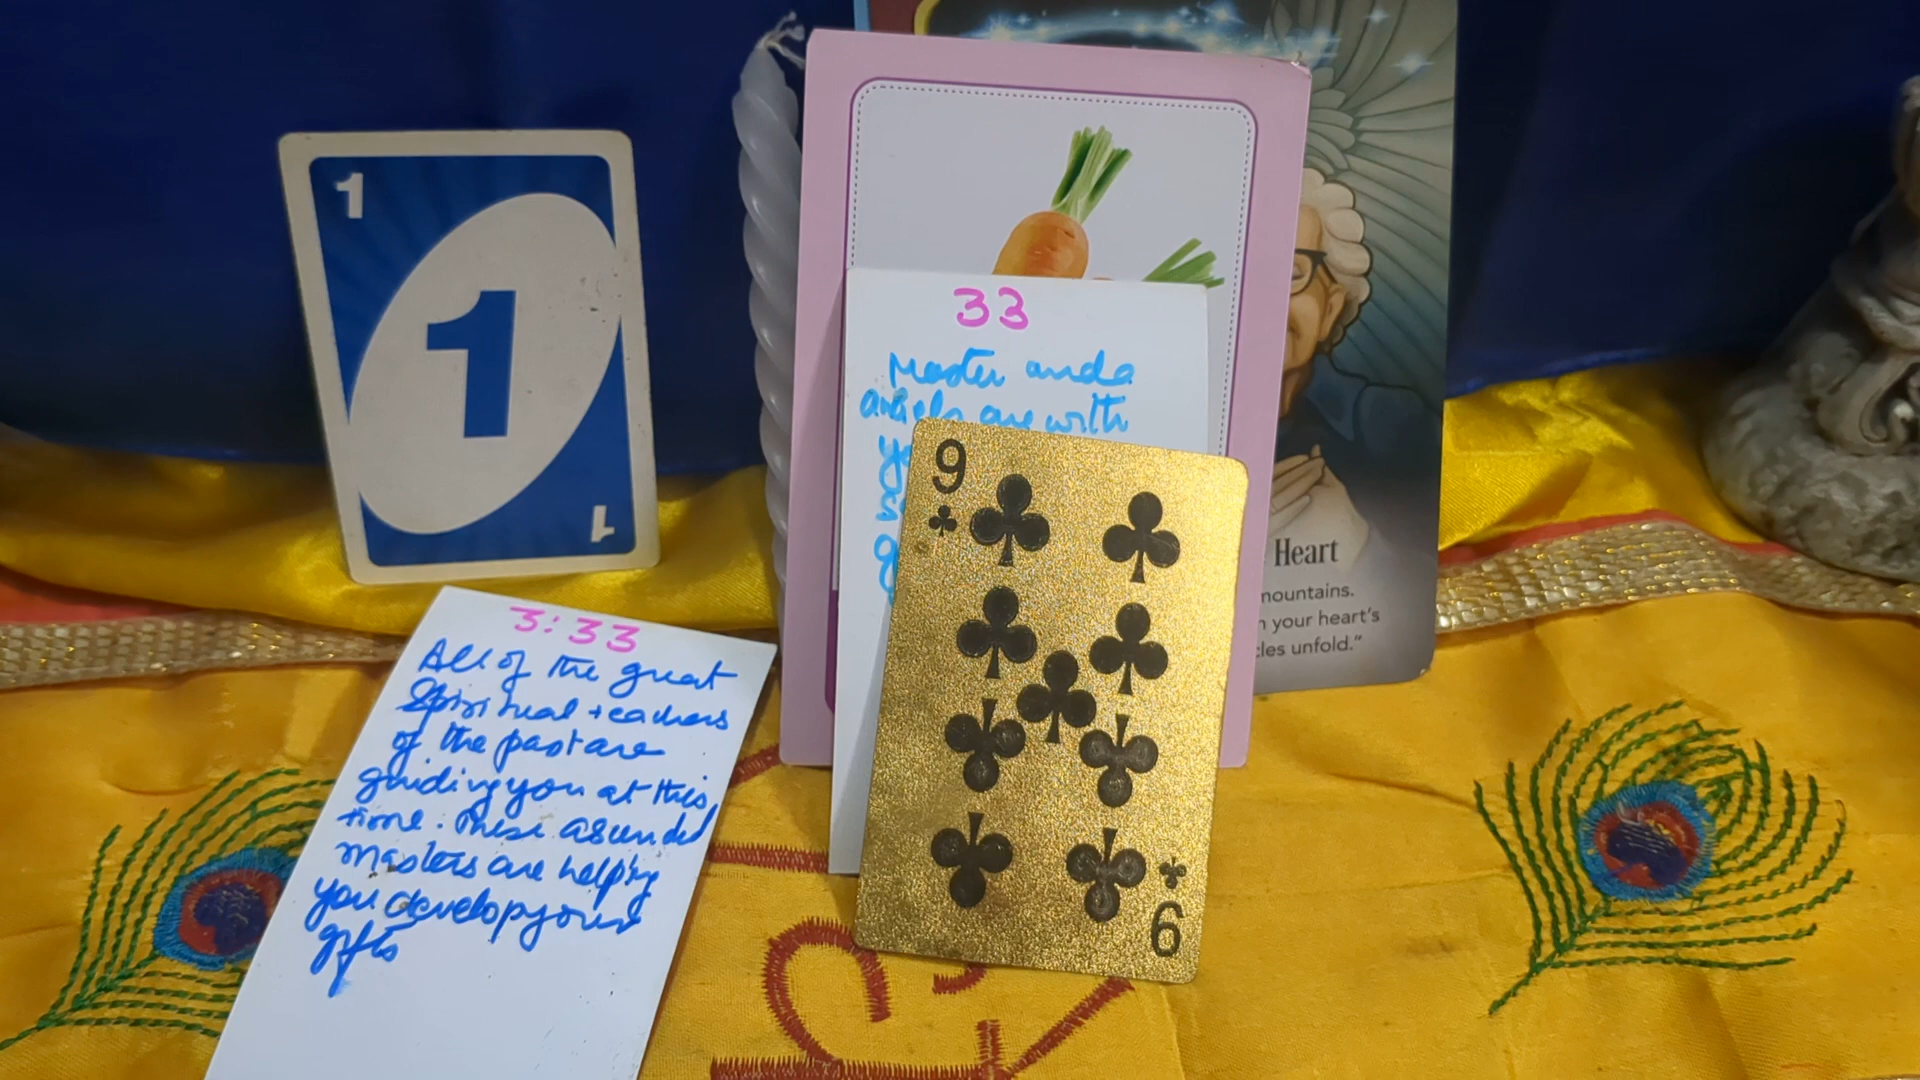 1
1
1
3:33
All of the great
Spiritual teachers
of the past are
guiding you at this
time. These ascended
Masters are helping
you develop your
gifts
33
Master and a
angels are with
9
9
Heart
mountains.
your heart's
unfold."